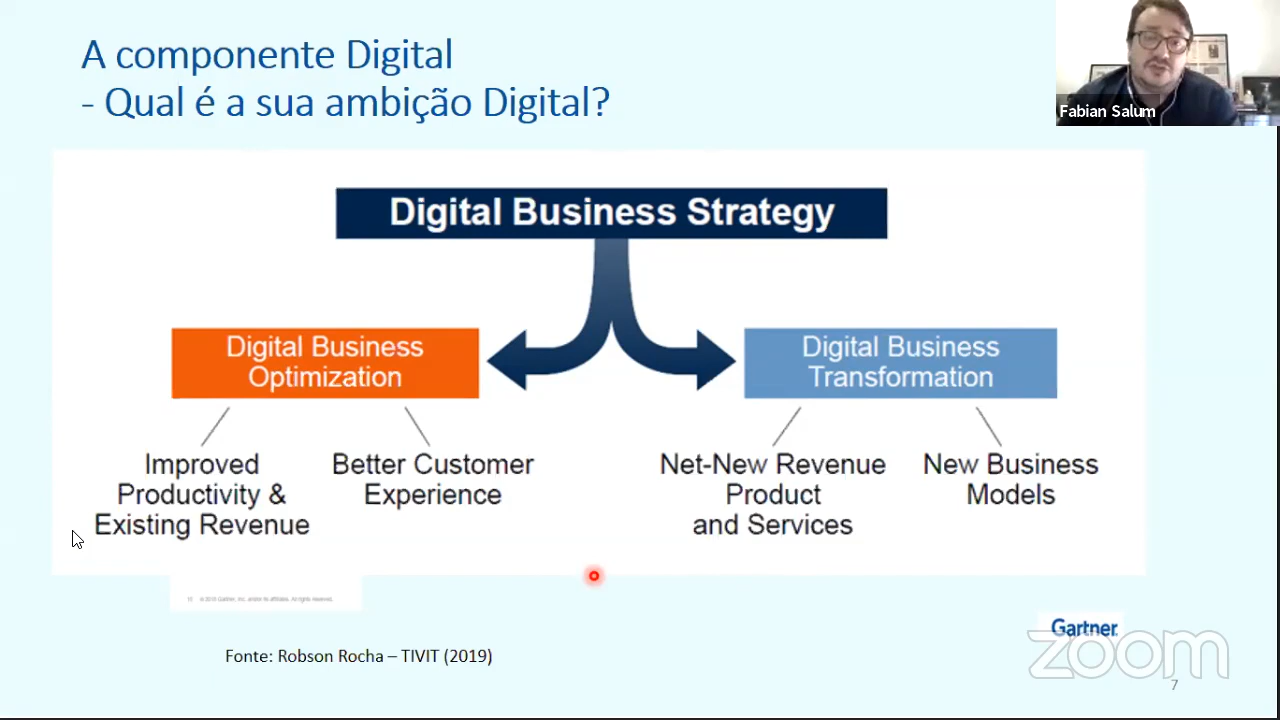 A componente Digital
- Qual é a sua ambição Digital?
Fabian Salum
Digital Business Strategy
Digital Business
Optimization
Digital Business
Transformation
Improved
Productivity &
Existing Revenue
Better Customer
Experience
Net-New Revenue
Product
and Services
New Business
Models
Gartner
Fonte: Robson Rocha – TIVIT (2019)
zoom
7